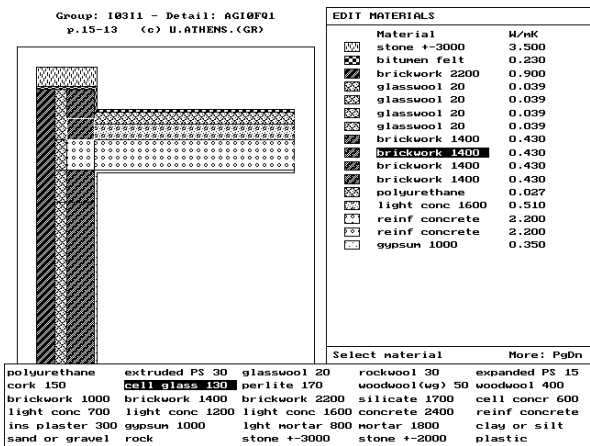 Group: I03I1 - Detail: AGI0FQ1
p.15-13 (c) U.ATHENS.(GR)
EDIT MATERIALS
Material W/mK
stone +-3000 3.500
bitumen felt 0.230
brickwork 2200 0.900
glasswool 20 0.039
glasswool 20 0.039
glasswool 20 0.039
glasswool 20 0.039
brickwork 1400 0.430
brickwork 1400 0.430
brickwork 1400 0.430
brickwork 1400 0.430
polyurethane 0.027
light conc 1600 0.510
reinf concrete 2.200
reinf concrete 2.200
gypsum 1000 0.350
Select material More: PgDn
polyurethane extruded PS 30 glasswool 20 rockwool 30 expanded PS 15
cork 150 cell glass 130 perlite 170 woodwool(wg) 50 woodwool 400
brickwork 1000 brickwork 1400 brickwork 2200 silicate 1700 cell concr 600
light conc 700 light conc 1200 light conc 1600 concrete 2400 reinf concrete
ins plaster 300 gypsum 1000 lght mortar 800 mortar 1800 clay or silt
sand or gravel rock stone +-3000 stone +-2000 plastic